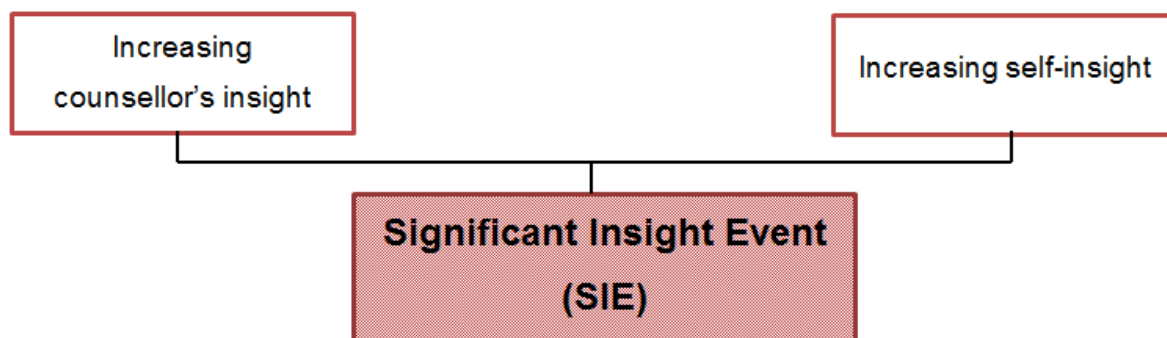 Increasing
counsellor’s insight
Increasing self-insight
Significant Insight Event
(SIE)